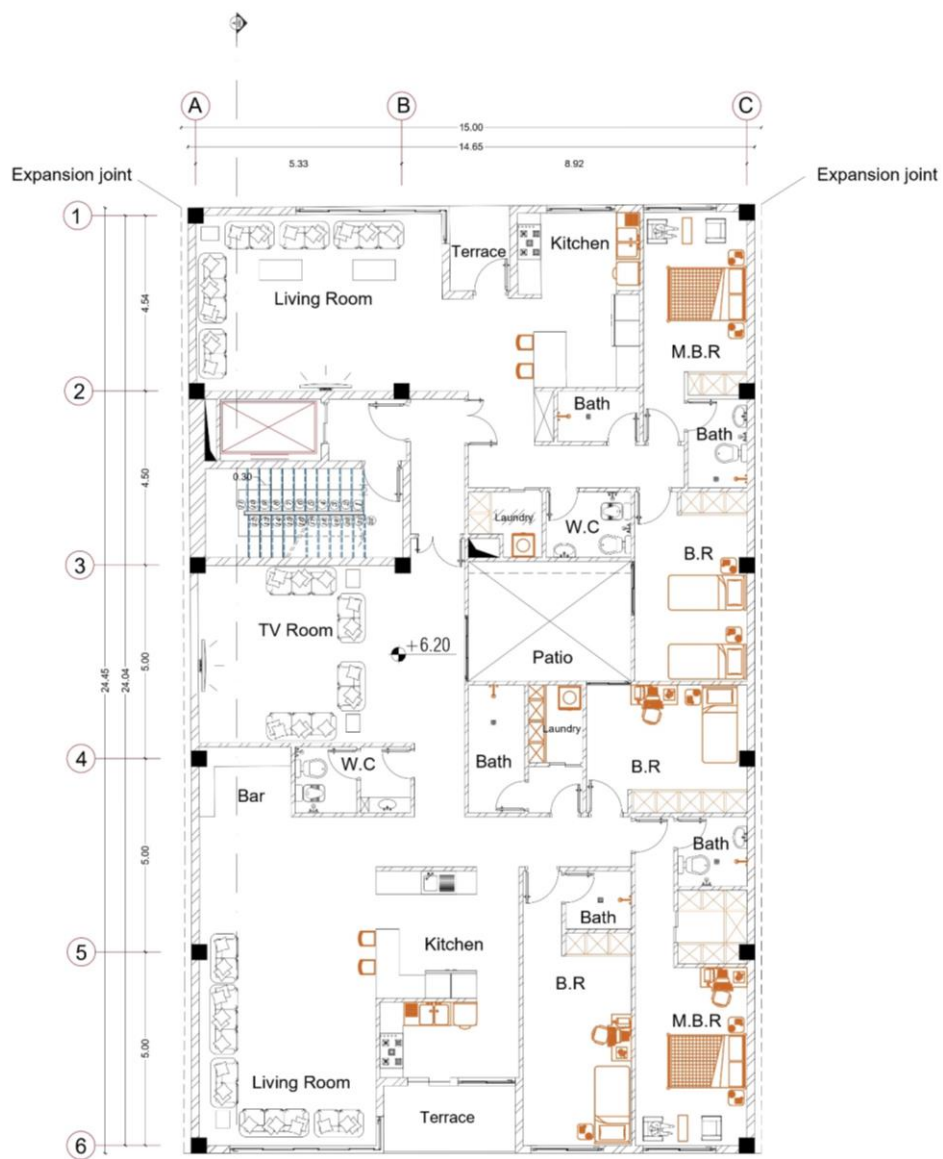 A
B
C
15.00
14.65
5.33
8.92
Expansion joint
Expansion joint
1
Terrace
Kitchen
Living Room
4.54
M.B.R
2
Bath
Bath
0.30
4.50
Laundry
W.C
B.R
3
TV Room
+6.20
Patio
24.45
24.04
5.00
Laundry
4
W.C
Bath
B.R
Bar
Bath
5.00
Bath
Kitchen
5
B.R
M.B.R
5.00
Living Room
Terrace
6